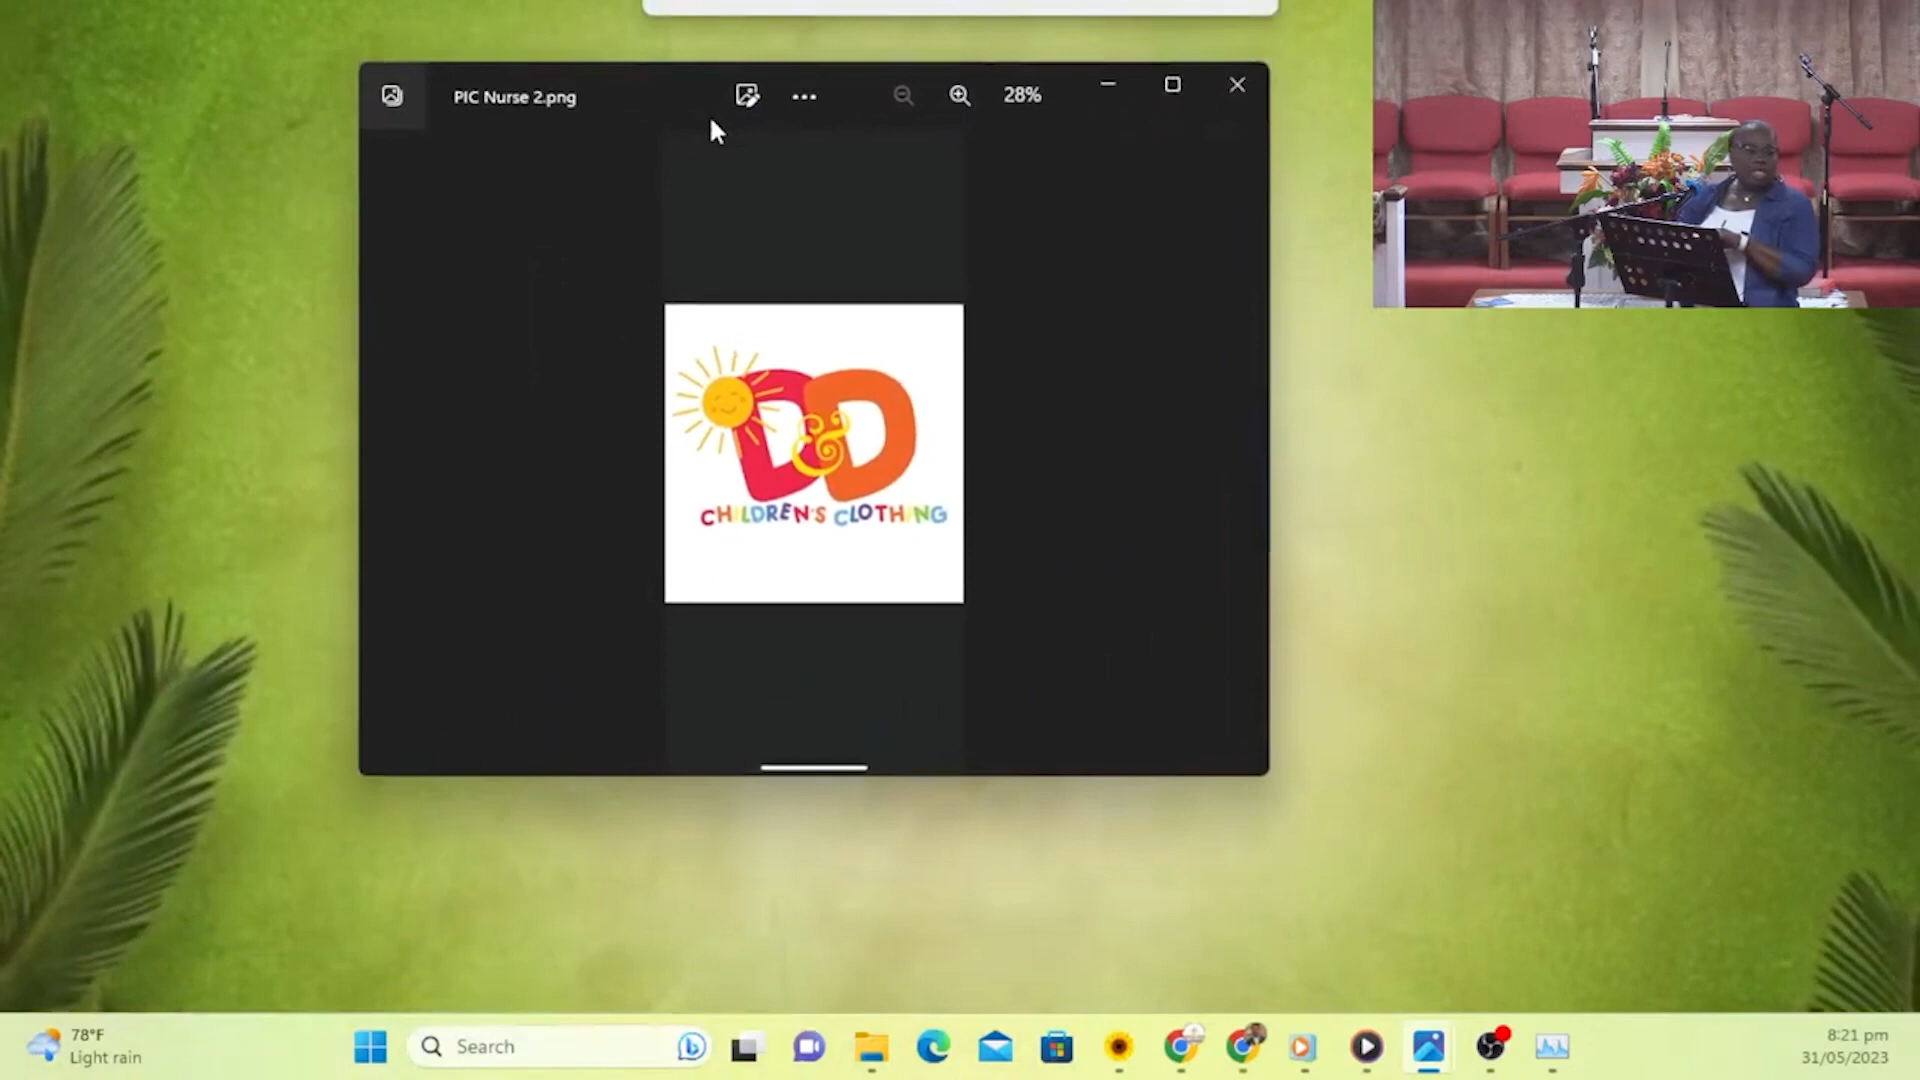 PIC Nurse 2.png
28%
D&D
CHILDREN'S CLOTHING
78°F
Light rain
Search
8:21 pm
31/05/2023